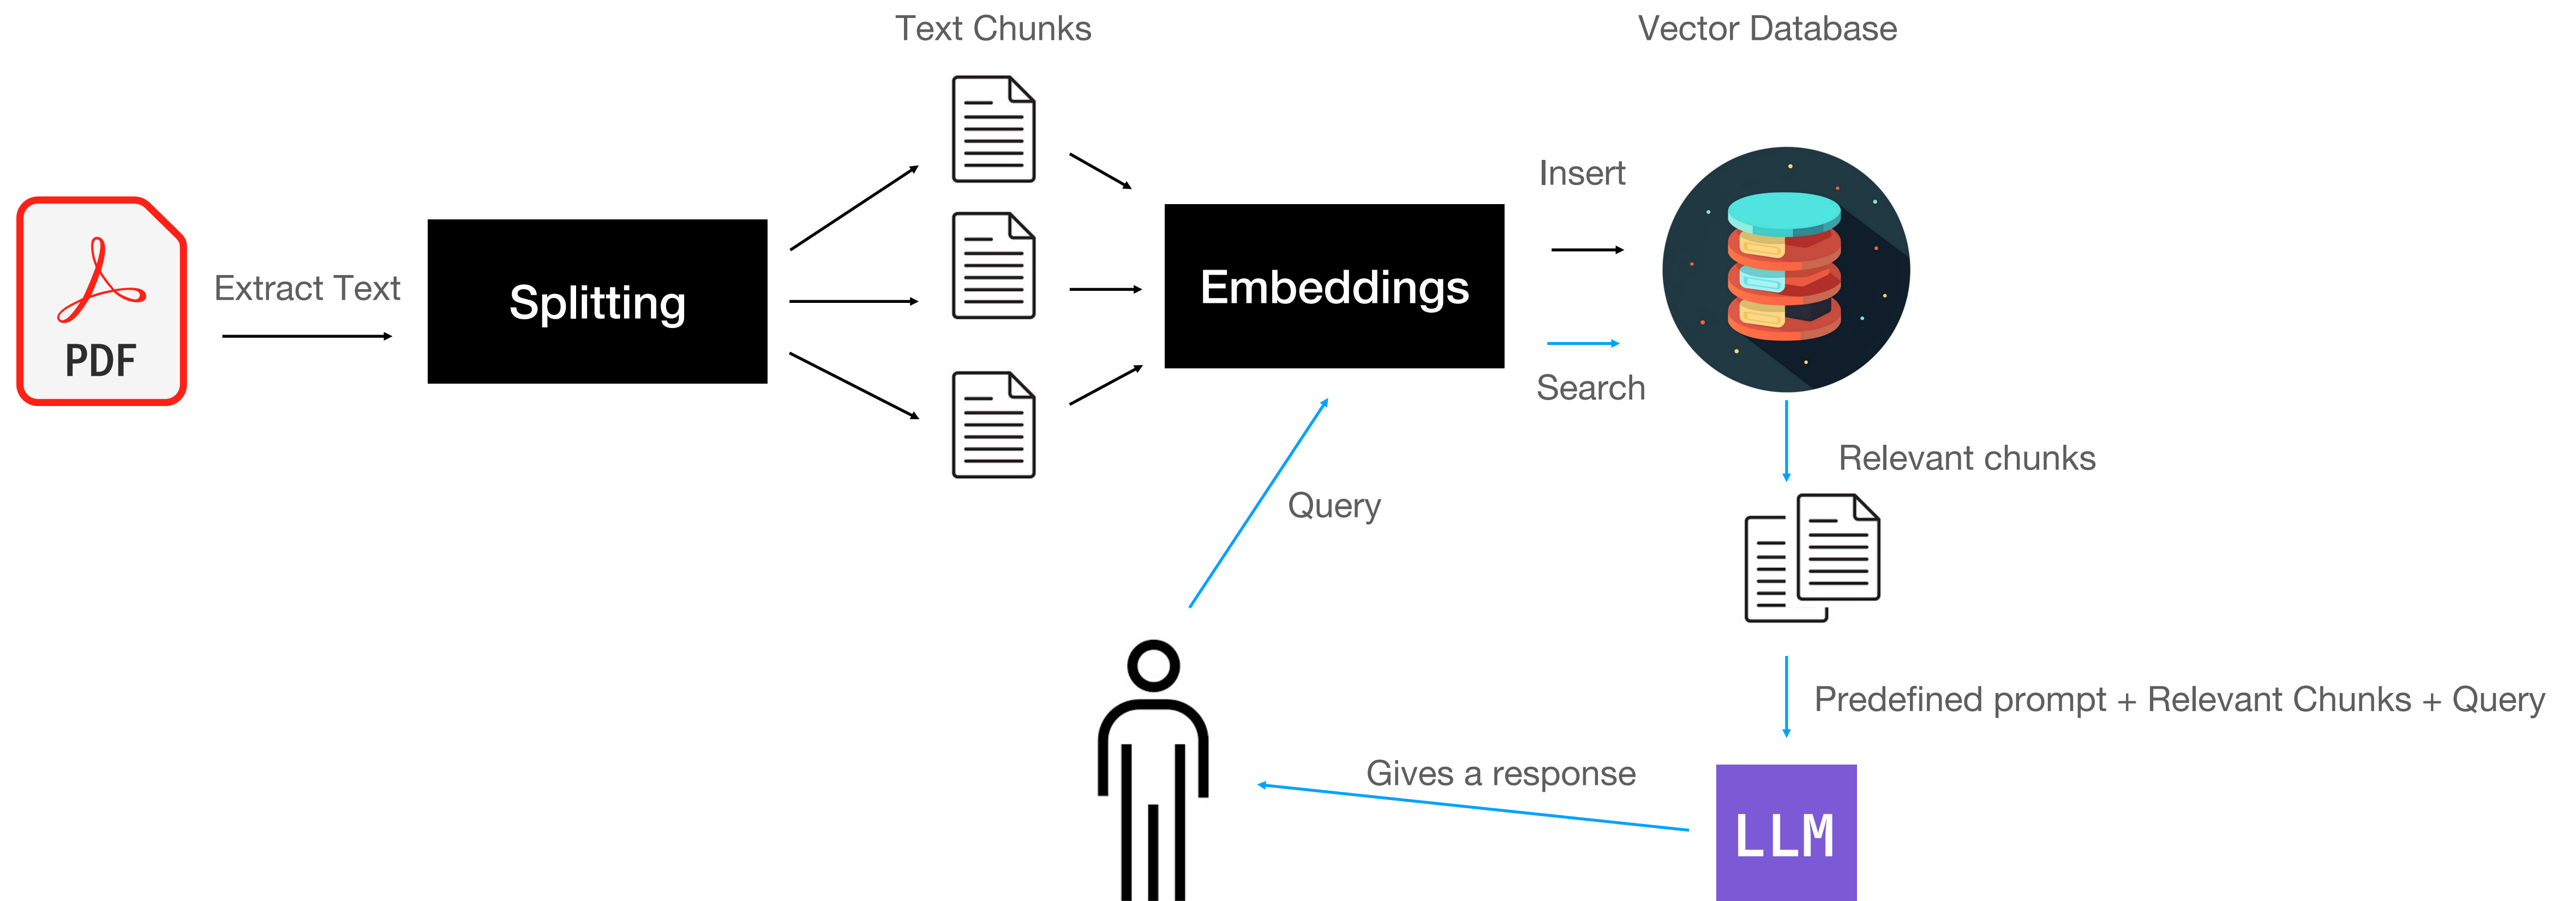 Text Chunks
Vector Database
Insert
Extract Text
Splitting
Embeddings
PDF
Search
Relevant chunks
Query
Predefined prompt + Relevant Chunks + Query
Gives a response
LLM